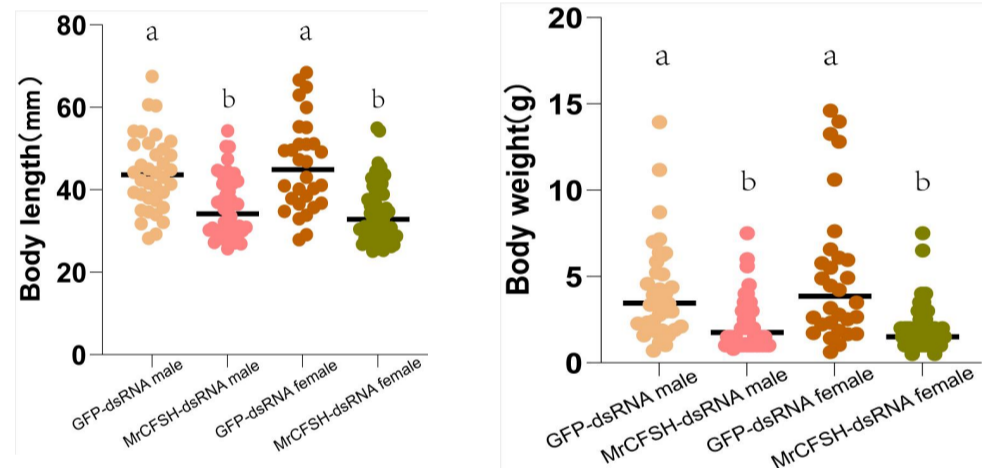 80
60
40
20
0
Body length(mm)
a
b
a
b
GFP-dsRNA male
MrCFSH-dsRNA male
GFP-dsRNA female
MrCFSH-dsRNA female
20
15
10
5
0
Body weight(g)
a
b
a
b
GFP-dsRNA male
MrCFSH-dsRNA male
GFP-dsRNA female
MrCFSH-dsRNA female